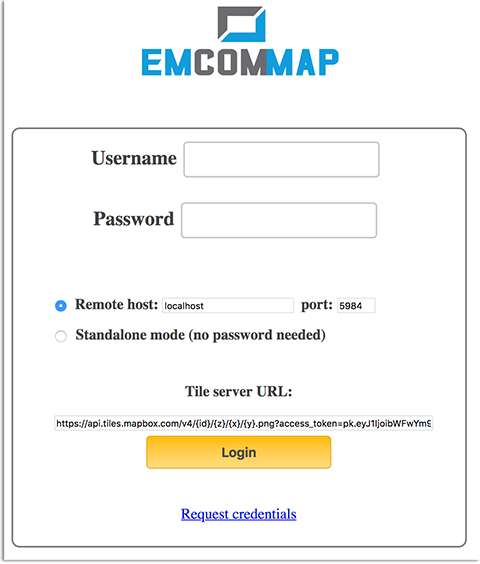 EMCOMMAP
Username
Password
Remote host: localhost port: 5984
Standalone mode (no password needed)
Tile server URL:
https://api.tiles.mapbox.com/v4/{id}/{z}/{x}/{y}.png?access_token=pk.eyJ1IjoibWFwYm9
Login
Request credentials